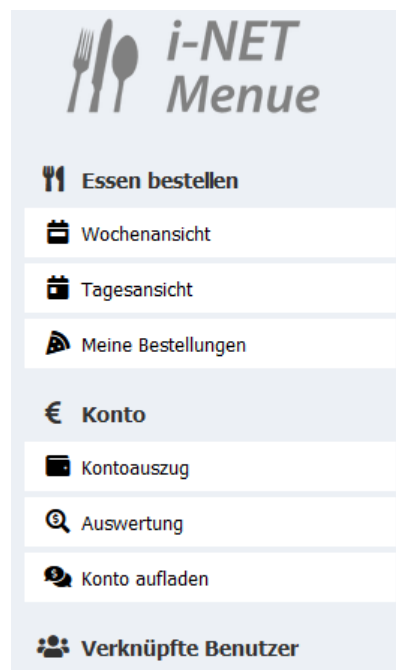 i-NET
Menue
Essen bestellen
Wochenansicht
Tagesansicht
Meine Bestellungen
€ Konto
Kontoauszug
Auswertung
Konto aufladen
Verknüpfte Benutzer